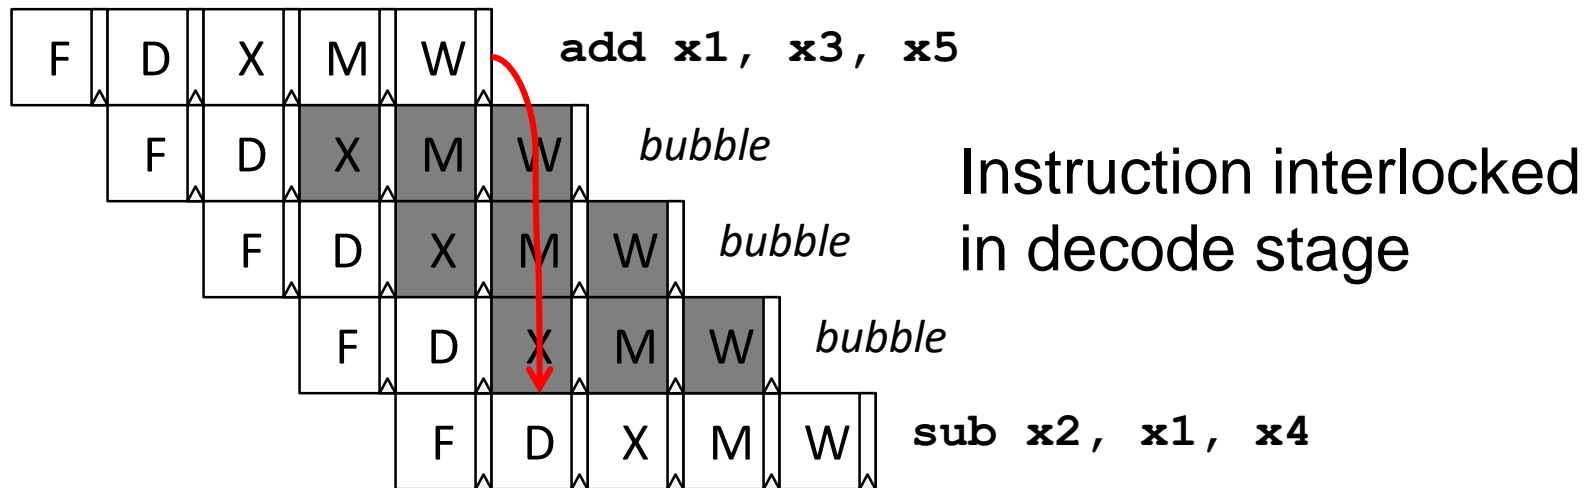 F D X M W add x1, x3, x5
F D X M W bubble
Instruction interlocked
F D X M W bubble
in decode stage
F D X M W bubble
F D X M W sub x2, x1, x4